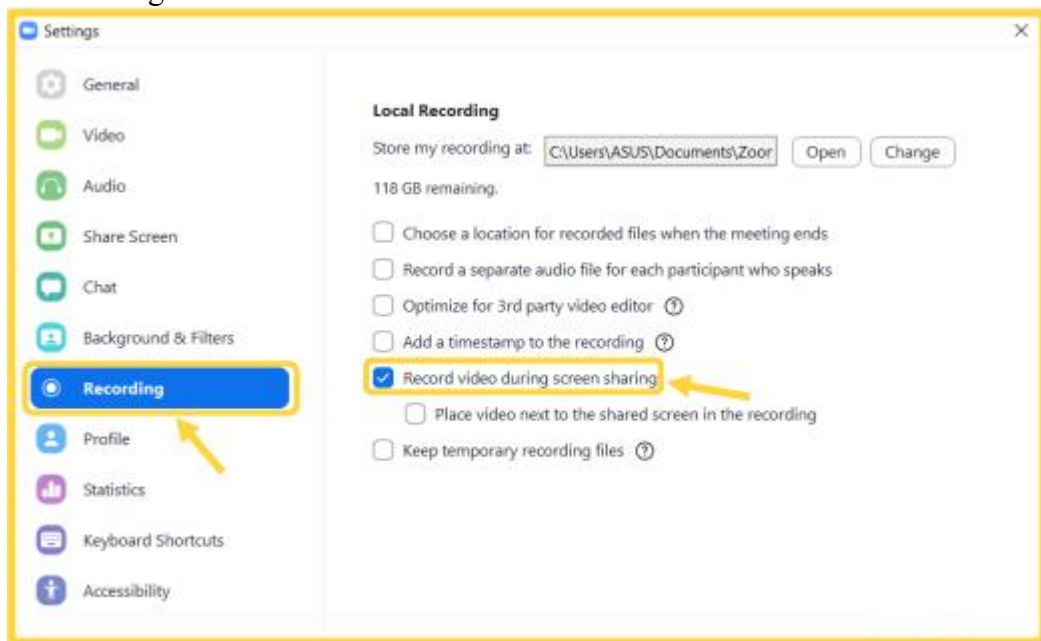 Settings
General
Video
Audio
Share Screen
Chat
Background & Filters
Recording
Profile
Statistics
Keyboard Shortcuts
Accessibility
Local Recording
Store my recording at: C:\Users\ASUS\Documents\Zoor Open Change
118 GB remaining.
Choose a location for recorded files when the meeting ends
Record a separate audio file for each participant who speaks
Optimize for 3rd party video editor
Add a timestamp to the recording
Record video during screen sharing
Place video next to the shared screen in the recording
Keep temporary recording files